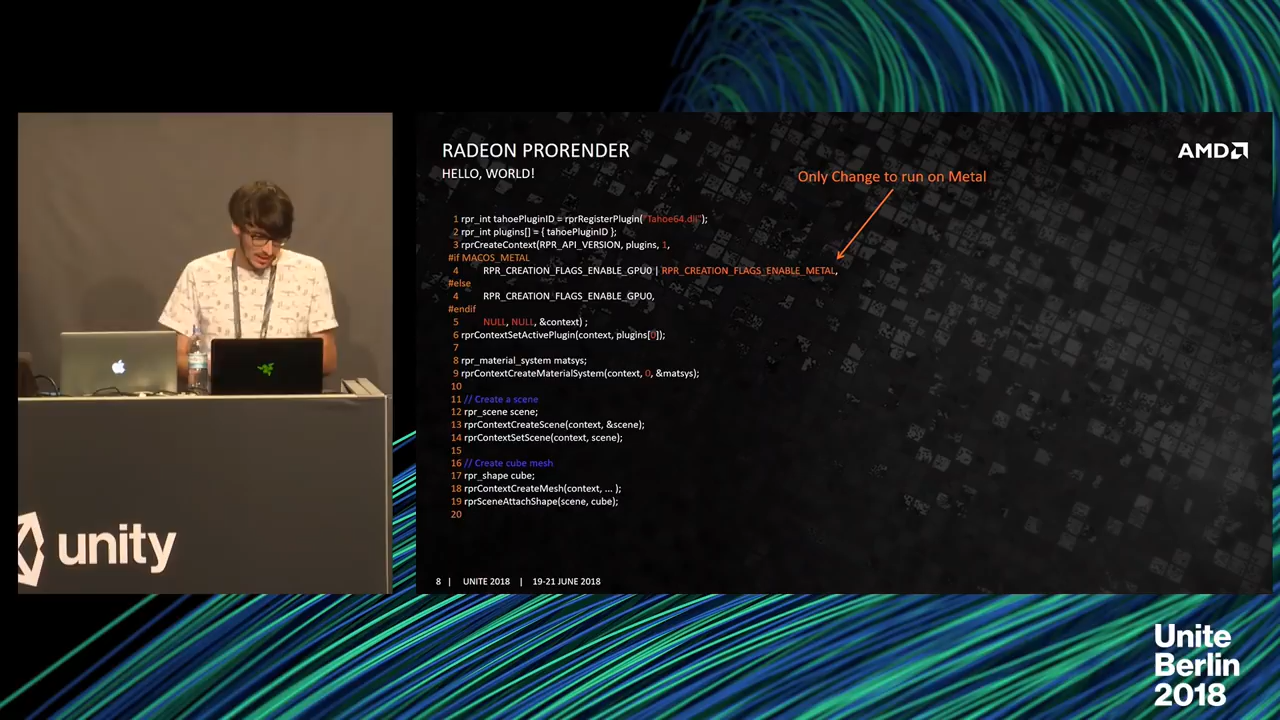 RADEON PRORENDER
HELLO, WORLD!
AMD
Only Change to run on Metal
1 rpr_int tahoePluginID = rprRegisterPlugin("Tahoe64.dll");
2 rpr_int plugins[] = { tahoePluginID };
3 rprCreateContext(RPR_API_VERSION, plugins, 1,
#if MACOS_METAL
4 RPR_CREATION_FLAGS_ENABLE_GPU0 | RPR_CREATION_FLAGS_ENABLE_METAL,
#else
4 RPR_CREATION_FLAGS_ENABLE_GPU0,
#endif
5 NULL, NULL, &context) ;
6 rprContextSetActivePlugin(context, plugins[0]);
7
8 rpr_material_system matsys;
9 rprContextCreateMaterialSystem(context, 0, &matsys);
10
11 // Create a scene
12 rpr_scene scene;
13 rprContextCreateScene(context, &scene);
14 rprContextSetScene(context, scene);
15
16 // Create cube mesh
17 rpr_shape cube;
18 rprContextCreateMesh(context, ... );
19 rprSceneAttachShape(scene, cube);
20
8 | UNITE 2018 | 19-21 JUNE 2018
unity
Unite
Berlin
2018